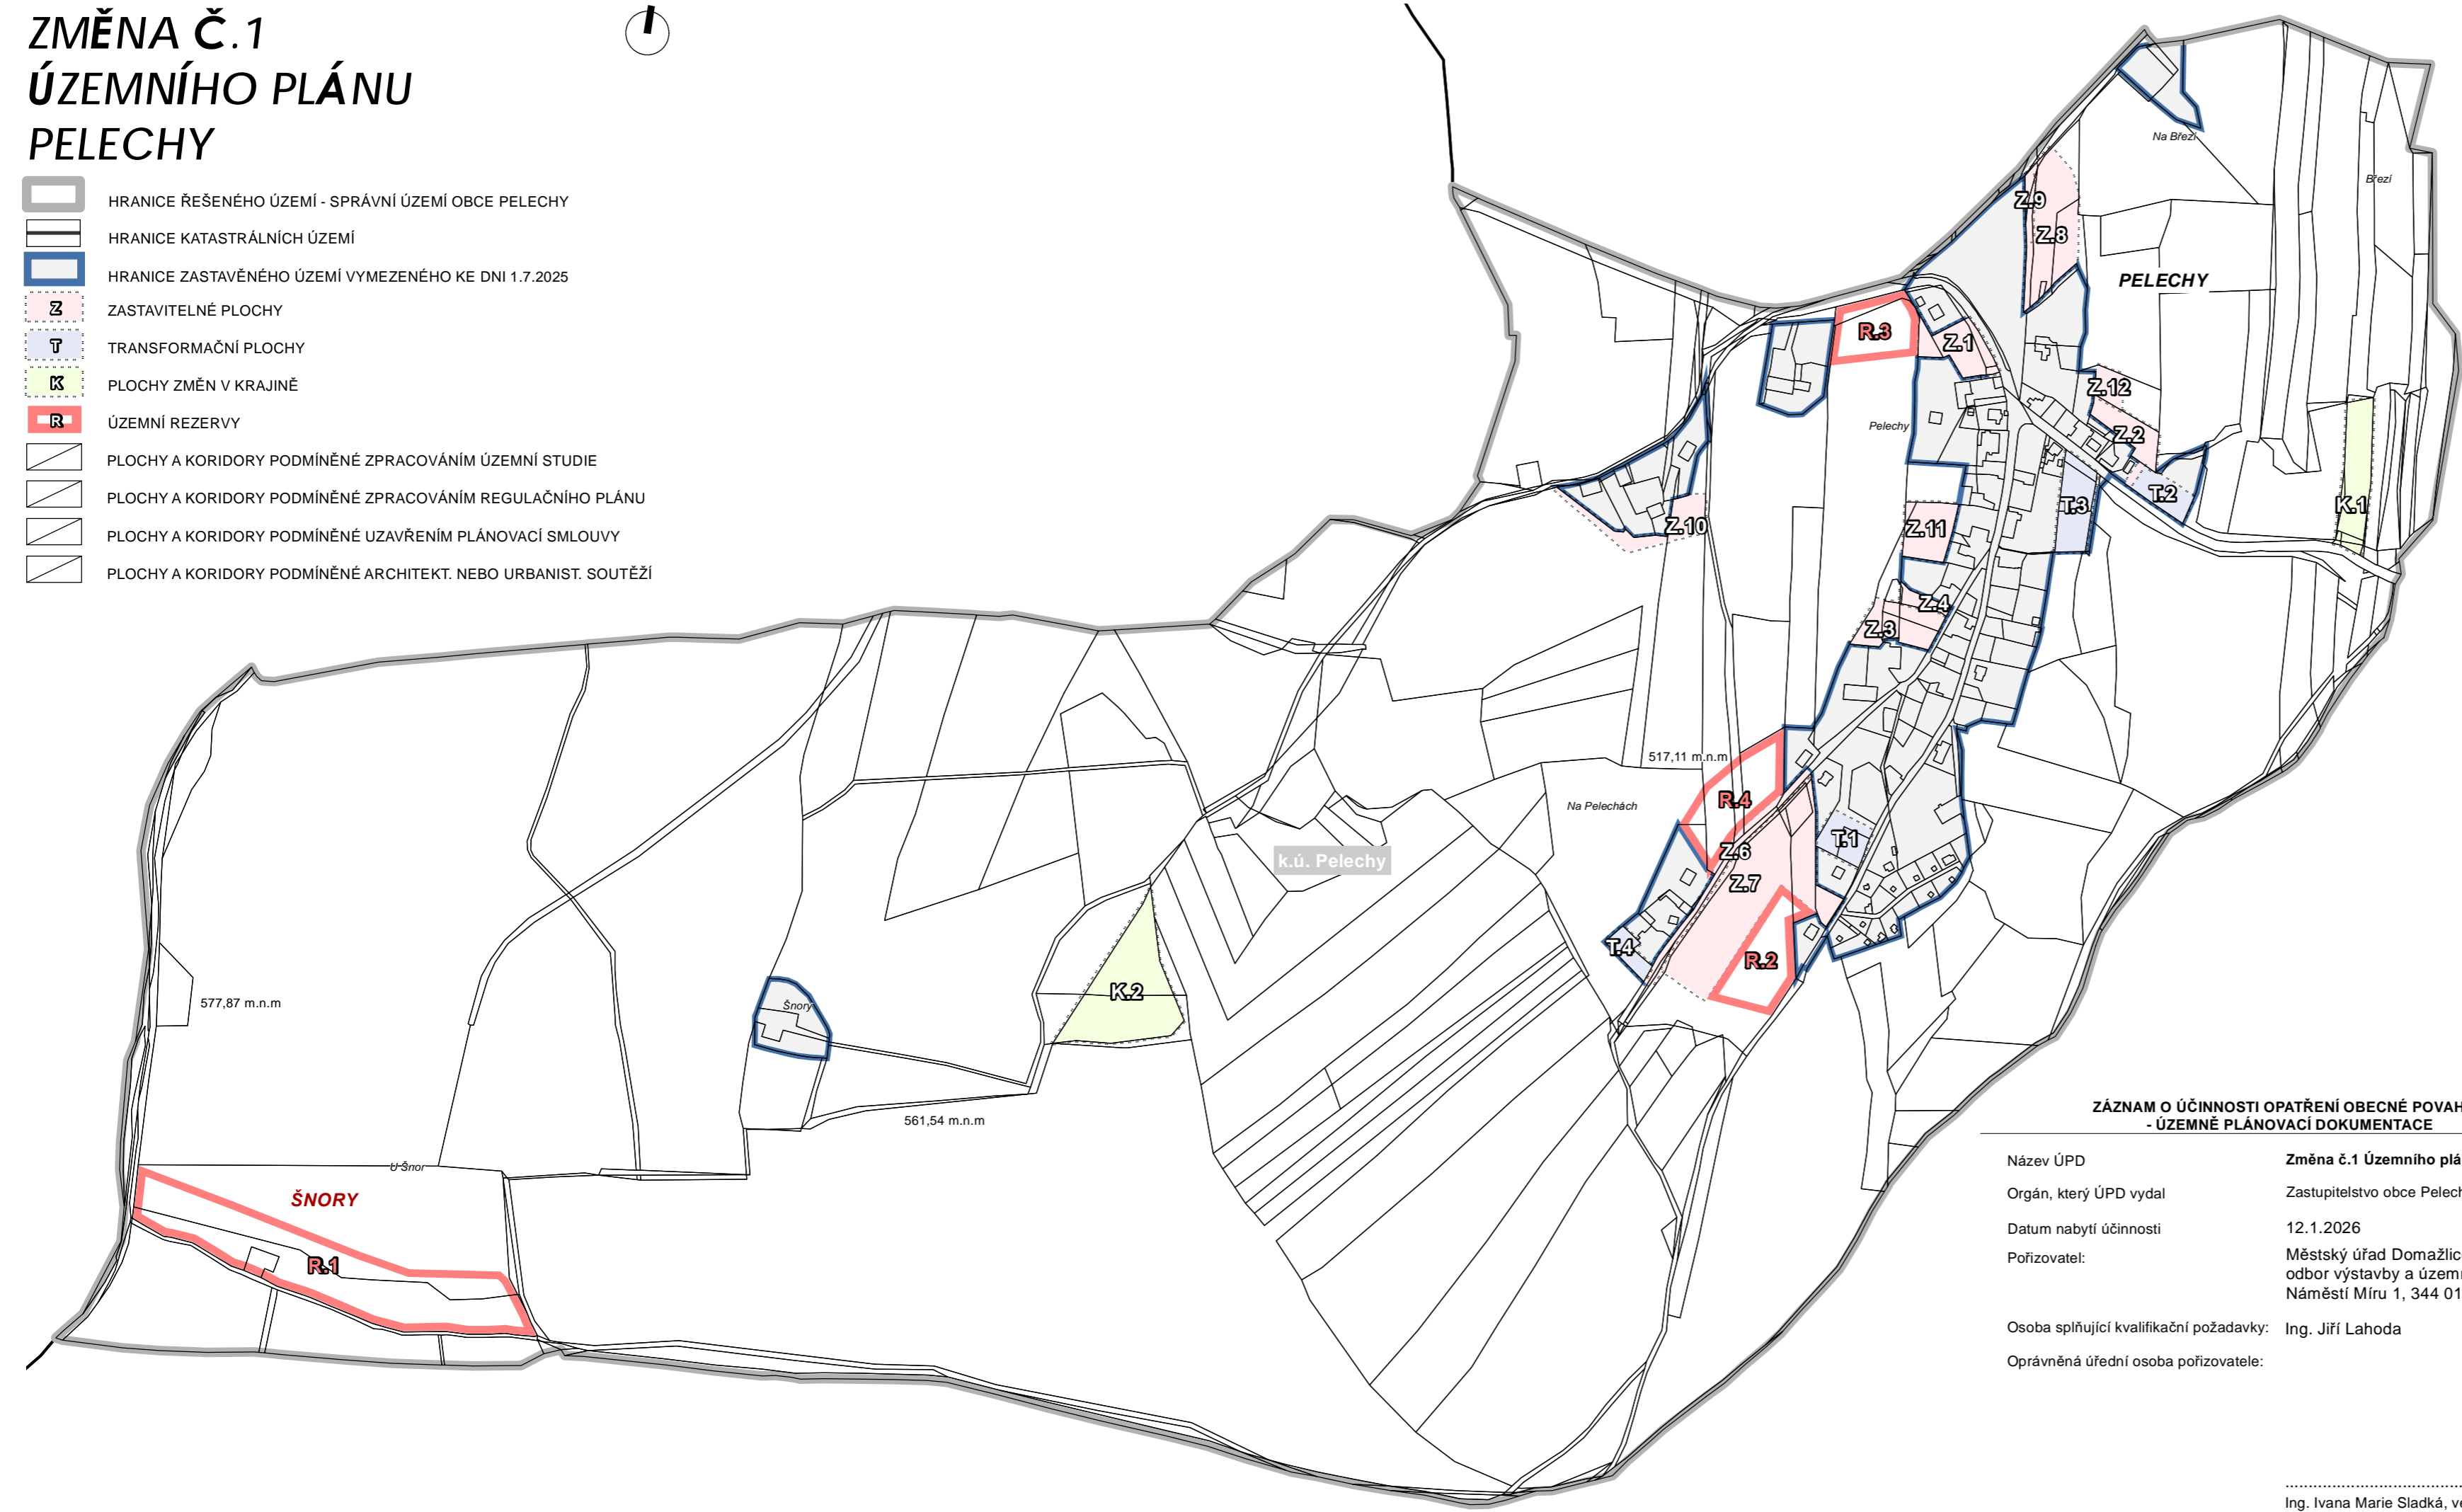 ZMĚNA Č.1
ÚZEMNÍHO PLÁNU
PELECHY
HRANICE ŘEŠENÉHO ÚZEMÍ - SPRÁVNÍ ÚZEMÍ OBCE PELECHY
HRANICE KATASTRÁLNÍCH ÚZEMÍ
HRANICE ZASTAVĚNÉHO ÚZEMÍ VYMEZENÉHO KE DNI 1.7.2025
Z ZASTAVITELNÉ PLOCHY
T TRANSFORMAČNÍ PLOCHY
K PLOCHY ZMĚN V KRAJINĚ
R ÚZEMNÍ REZERVY
PLOCHY A KORIDORY PODMÍNĚNÉ ZPRACOVÁNÍM ÚZEMNÍ STUDIE
PLOCHY A KORIDORY PODMÍNĚNÉ ZPRACOVÁNÍM REGULAČNÍHO PLÁNU
PLOCHY A KORIDORY PODMÍNĚNÉ UZAVŘENÍM PLÁNOVACÍ SMLOUVY
PLOCHY A KORIDORY PODMÍNĚNÉ ARCHITEKT. NEBO URBANIST. SOUTĚŽÍ
Na Březí
Březí
Z.9
Z.8
PELECHY
R.3
Z.1
Z.12
Pelechy
Z.2
T.2
T.3
K.1
Z.10
Z.11
Z.4
Z.3
517,11 m.n.m
Na Pelechách
R.4
T.1
Z.6
k.ú. Pelechy
Z.7
T.4
R.2
K.2
577,87 m.n.m
Šnory
561,54 m.n.m
U Šnor
ŠNORY
R.1
ZÁZNAM O ÚČINNOSTI OPATŘENÍ OBECNÉ POVAH
- ÚZEMNĚ PLÁNOVACÍ DOKUMENTACE
Název ÚPD Změna č.1 Územního plá
Orgán, který ÚPD vydal Zastupitelstvo obce Pelech
Datum nabytí účinnosti 12.1.2026
Pořizovatel: Městský úřad Domažlic
odbor výstavby a územ
Náměstí Míru 1, 344 01
Osoba splňující kvalifikační požadavky: Ing. Jiří Lahoda
Oprávněná úřední osoba pořizovatele:
Ing. Ivana Marie Sladká, ve